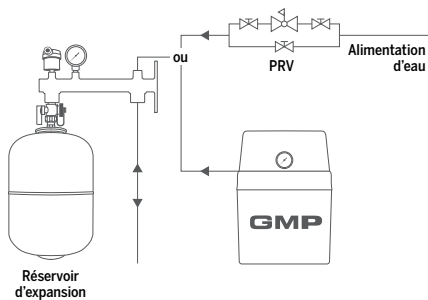 ou
PRV
Alimentation
d'eau
GMP
Réservoir
d'expansion